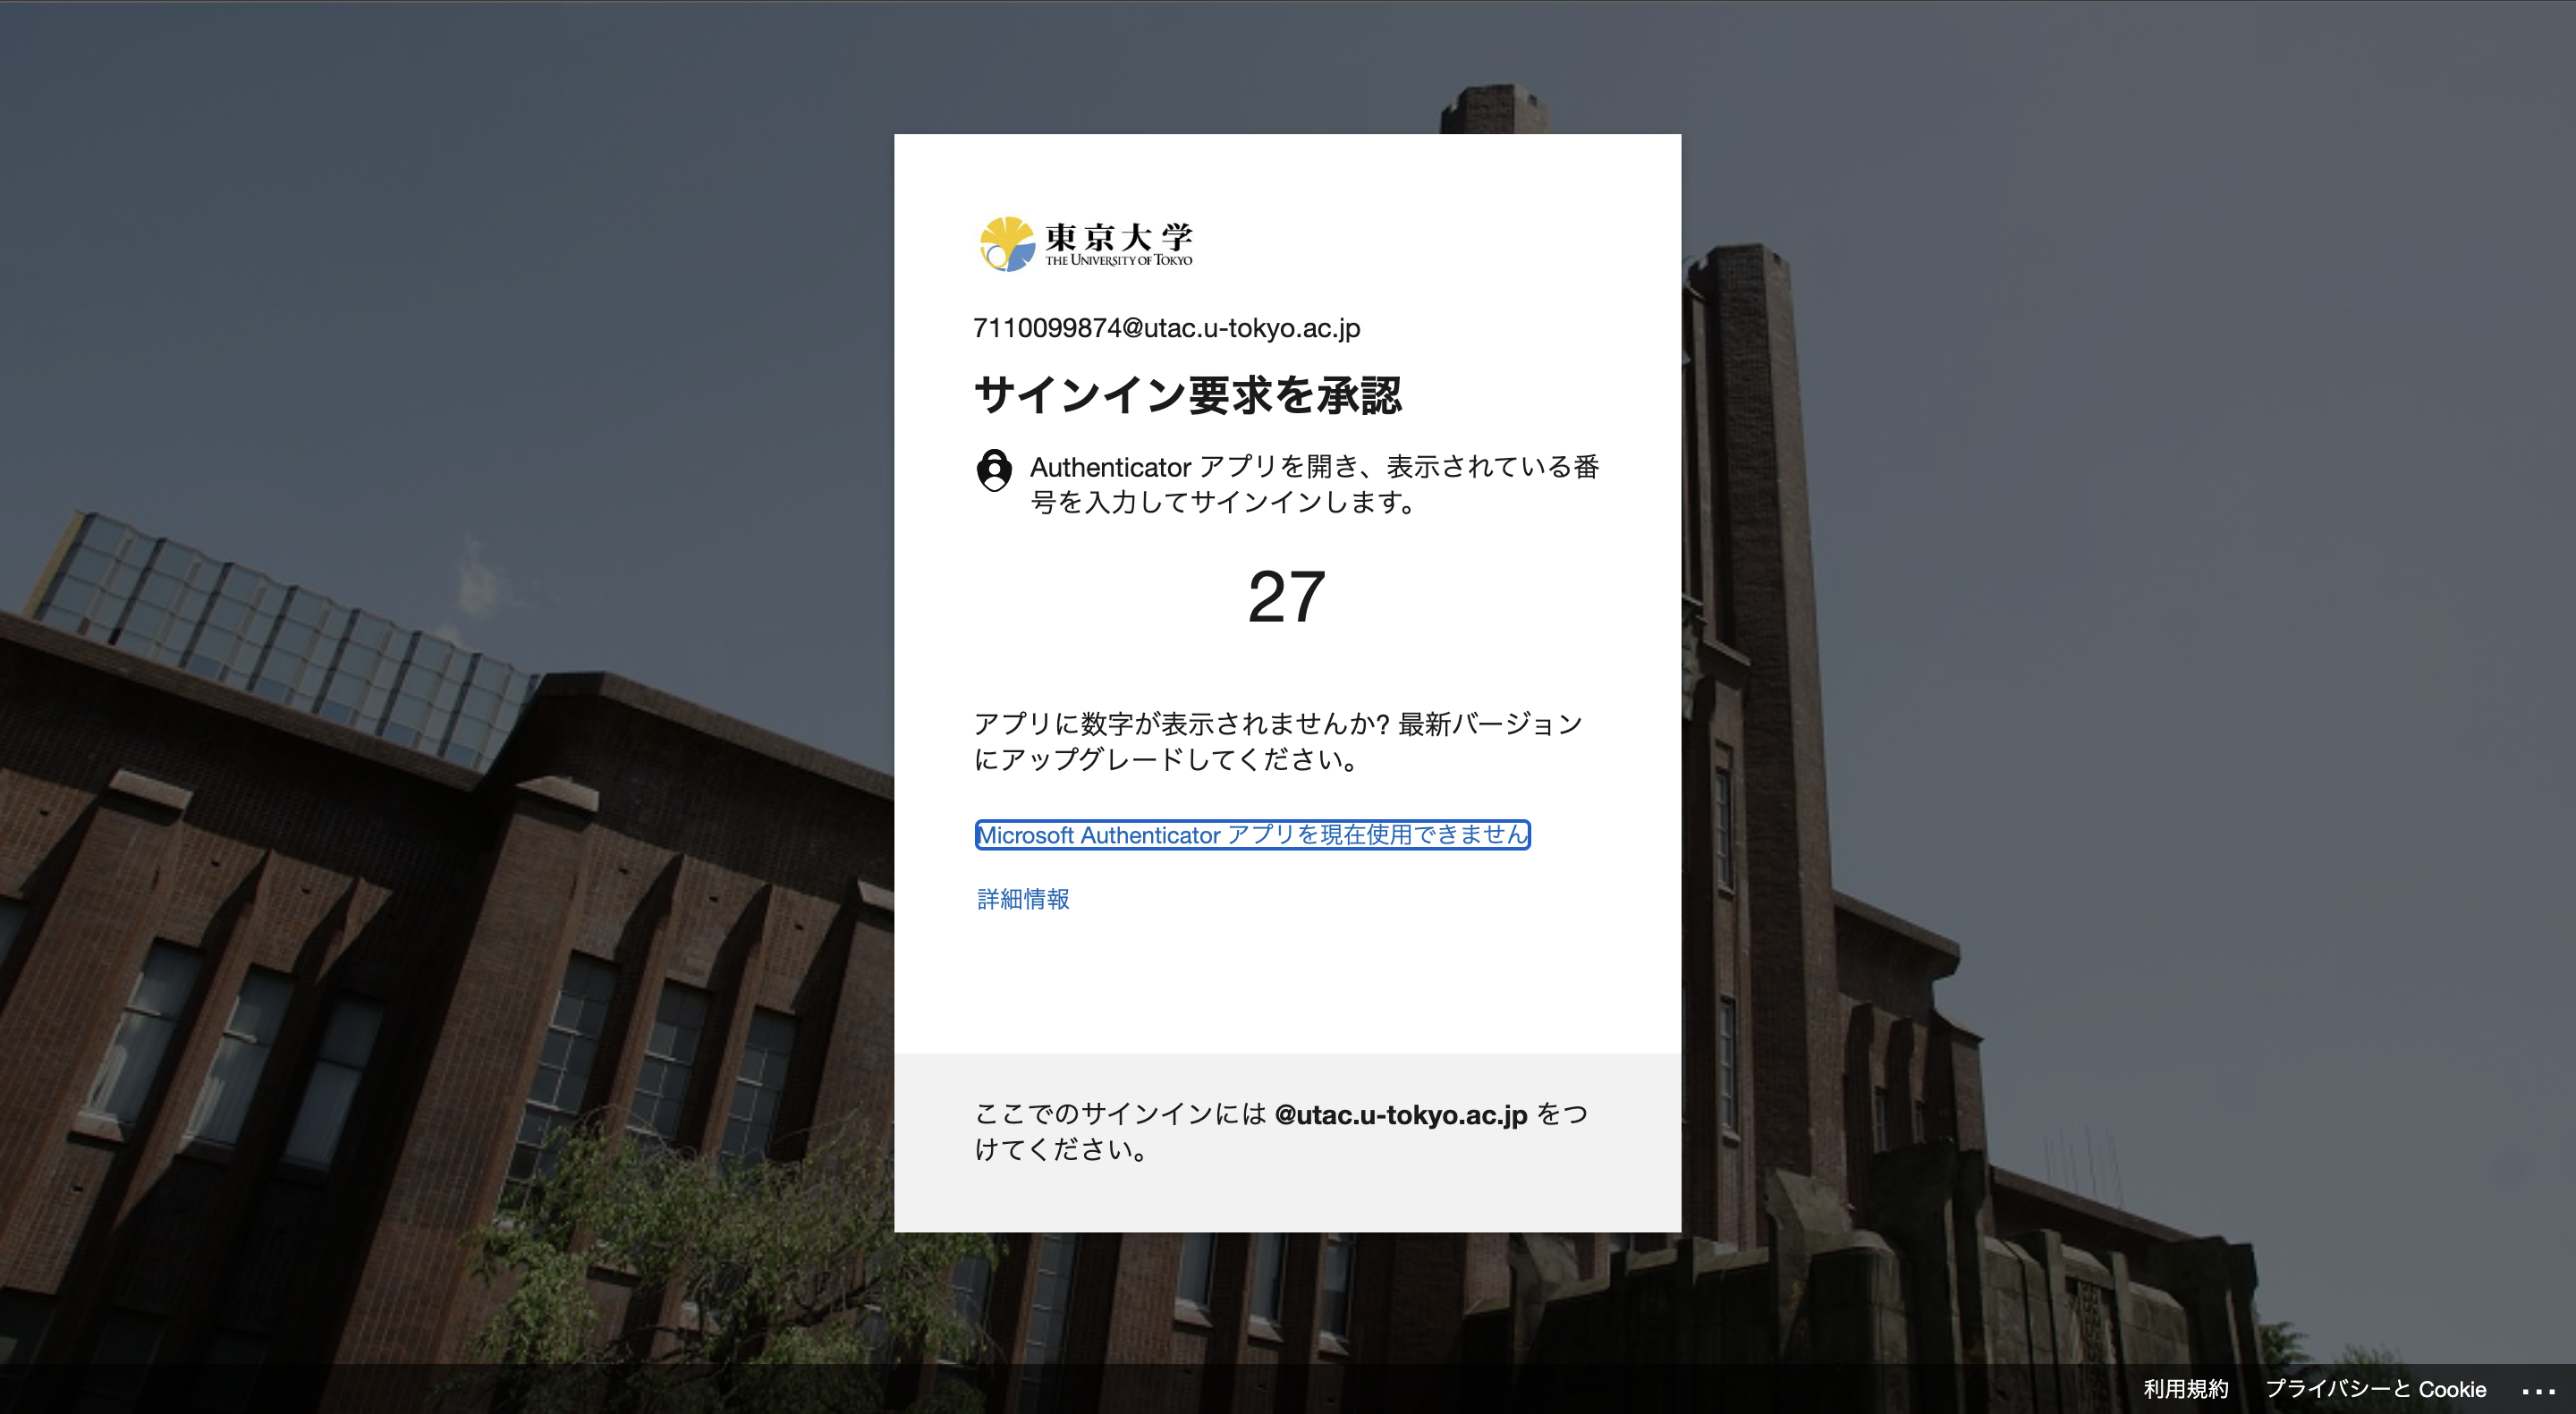 東京大学
THE UNIVERSITY OF TOKYO
7110099874@utac.u-tokyo.ac.jp
サインイン要求を承認
Authenticator アプリを開き、表示されている番
号を入力してサインインします。
27
アプリに数字が表示されませんか? 最新バージョン
にアップグレードしてください。
Microsoft Authenticator アプリを現在使用できません
詳細情報
ここでのサインインには @utac.u-tokyo.ac.jp をつ
けてください。
利用規約 プライバシーと Cookie ...